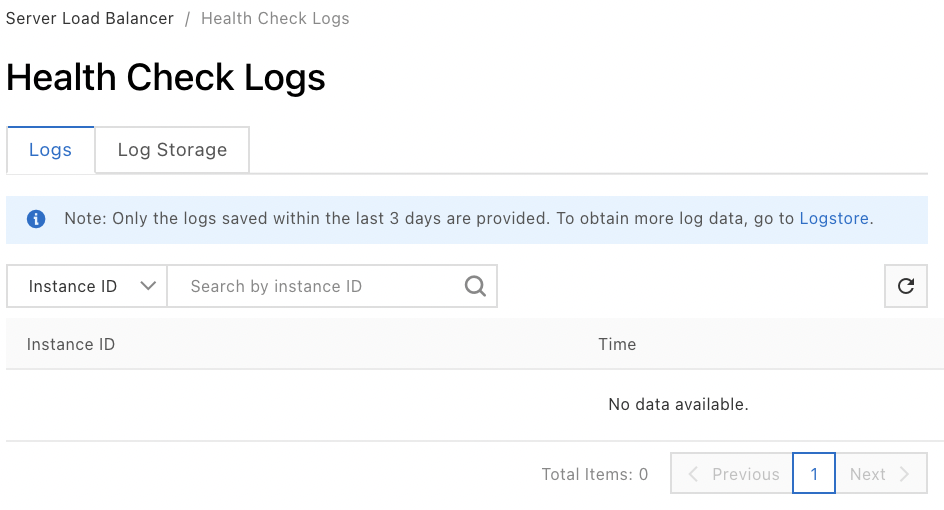 Server Load Balancer / Health Check Logs
Health Check Logs
Logs Log Storage
Note: Only the logs saved within the last 3 days are provided. To obtain more log data, go to Logstore.
Instance ID Search by instance ID
Instance ID Time
No data available.
Total Items: 0 Previous 1 Next